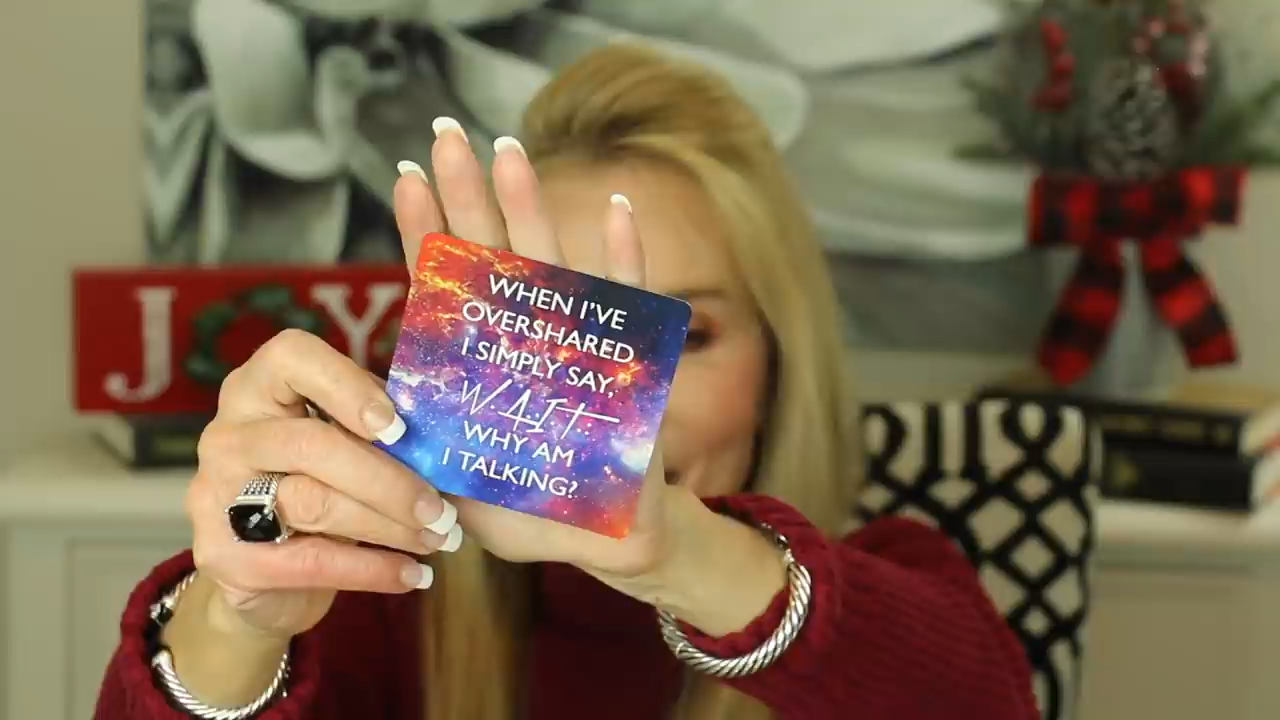 JOY
WHEN I'VE
OVERSHARED
I SIMPLY SAY,
W.A.I.T.
WHY AM
I TALKING?